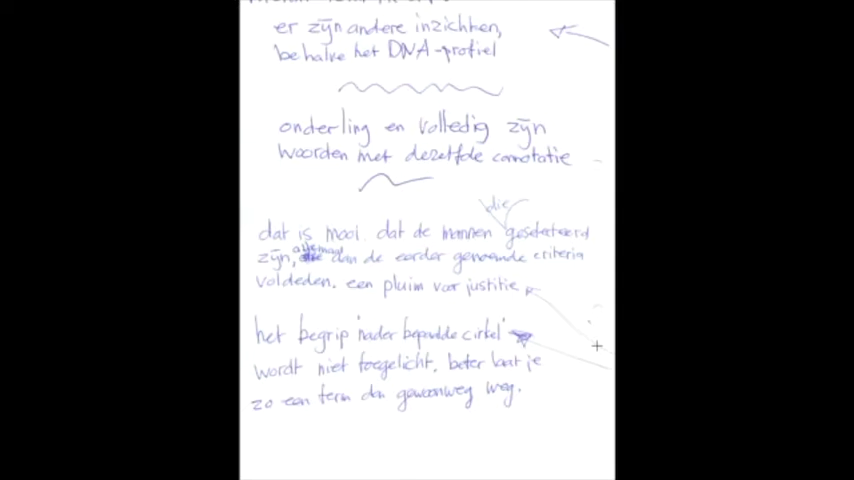 er zijn andere inzichten,
behalve het DNA-profiel
onderling en volledig zijn
woorden met dezelfde connotatie
die
dat is mooi, dat de mannen geselecteerd
zijn, allemaal aan de eerder genoemde criteria
voldeden. een pluim voor justitie
het begrip 'nader bepaalde cirkel'
wordt niet toegelicht. beter laat je
zo een term dan gewoonweg weg.